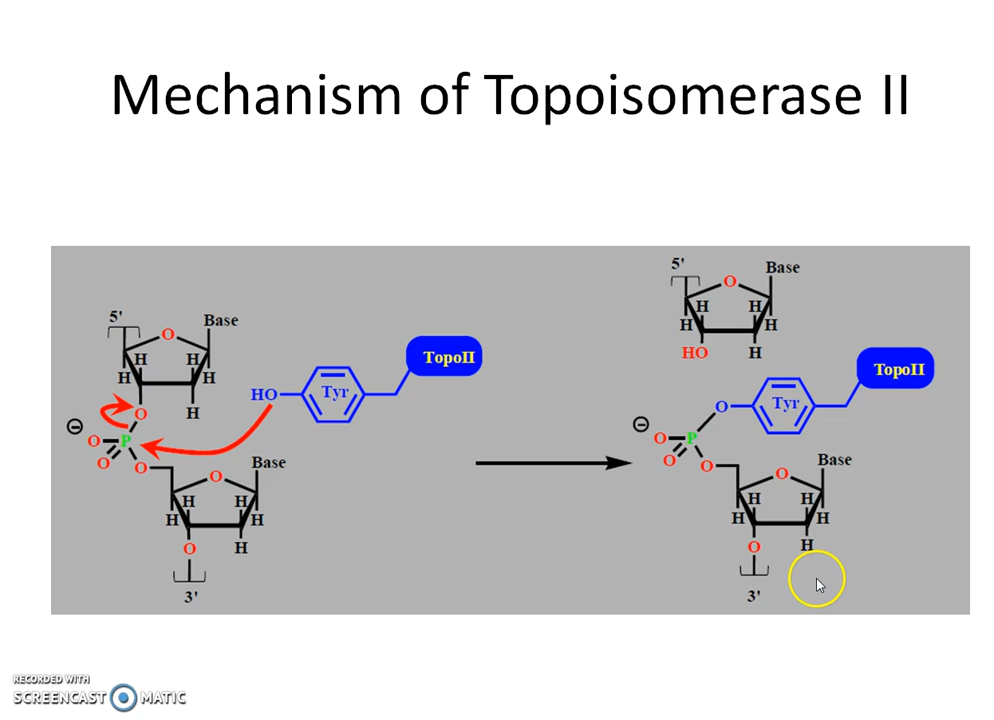 Mechanism of Topoisomerase II
5'
Base
O
H H
H H
O
H
⊖
O P
O O
HO Tyr
TopoII
Base
O
H H
H H
O H
3'
5'
Base
O
H H
H H
HO H
TopoII
O Tyr
⊖
O P
O O
Base
O
H H
H H
O H
3'
RECORDED WITH
SCREENCAST MATIC